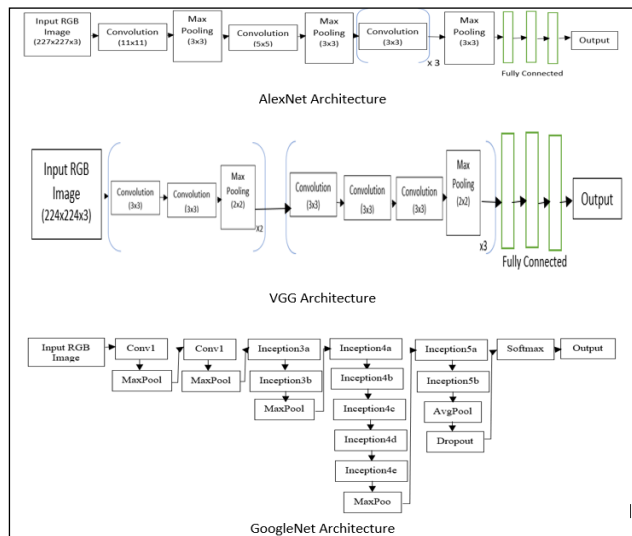 Input RGB
Image
(227x227x3)
Convolution
(11x11)
Max
Pooling
(3x3)
Convolution
(5x5)
Max
Pooling
(3x3)
Convolution
(3x3)
x 3
Max
Pooling
(3x3)
Fully Connected
Output
AlexNet Architecture
Input RGB
Image
(224x224x3)
Convolution
(3x3)
Convolution
(3x3)
Max
Pooling
(2x2)
x2
Convolution
(3x3)
Convolution
(3x3)
Convolution
(3x3)
Max
Pooling
(2x2)
x3
Fully Connected
Output
VGG Architecture
Input RGB
Image
Conv1
MaxPool
Conv1
MaxPool
Inception3a
Inception3b
MaxPool
Inception4a
Inception4b
Inception4c
Inception4d
Inception4e
MaxPoo
Inception5a
Inception5b
AvgPool
Dropout
Softmax
Output
GoogleNet Architecture